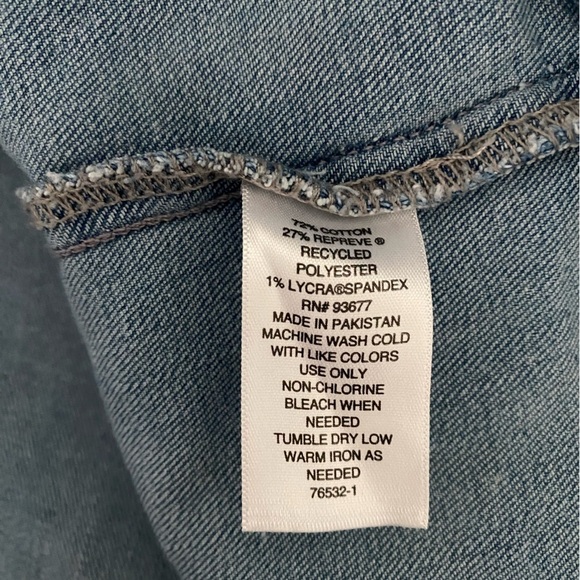 72% COTTON
27% REPREVE ®
RECYCLED
POLYESTER
1% LYCRA®SPANDEX
RN# 93677
MADE IN PAKISTAN
MACHINE WASH COLD
WITH LIKE COLORS
USE ONLY
NON-CHLORINE
BLEACH WHEN
NEEDED
TUMBLE DRY LOW
WARM IRON AS
NEEDED
76532-1